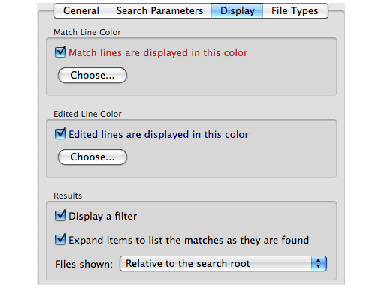 General Search Parameters Display File Types
Match Line Color
Match lines are displayed in this color
Choose...
Edited Line Color
Edited lines are displayed in this color
Choose...
Results
Display a filter
Expand items to list the matches as they are found
Files shown: Relative to the search root